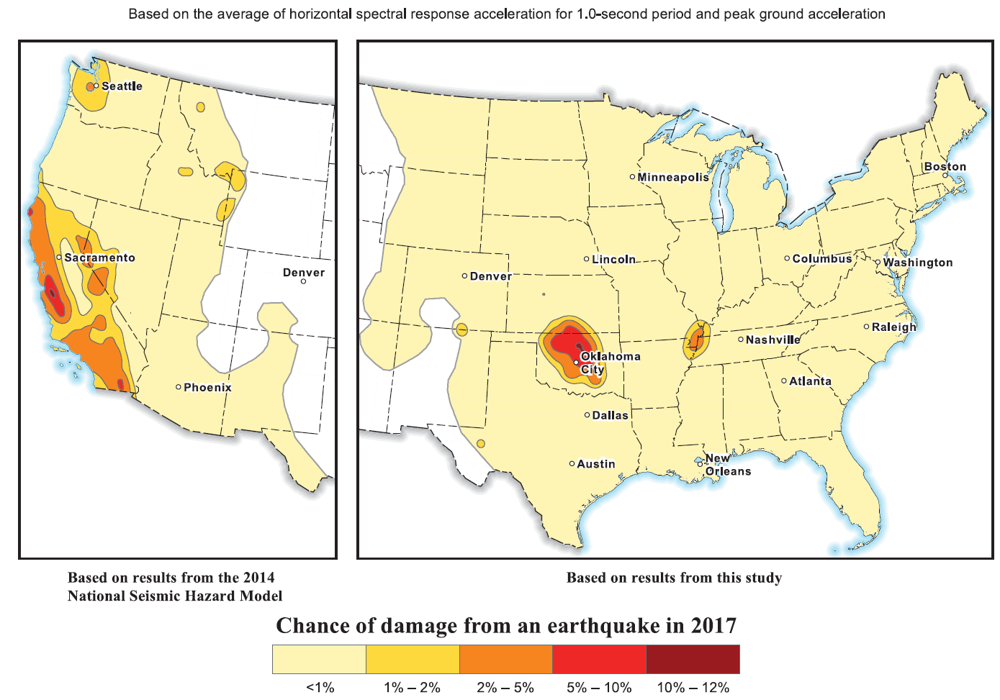 Based on the average of horizontal spectral response acceleration for 1.0-second period and peak ground acceleration
Seattle
Sacramento
Denver
Phoenix
Minneapolis
Boston
Lincoln
Columbus
Washington
Denver
Raleigh
Nashville
Oklahoma
City
Atlanta
Dallas
Austin
New
Orleans
Based on results from the 2014
National Seismic Hazard Model
Based on results from this study
Chance of damage from an earthquake in 2017
<1%
1% – 2%
2% – 5%
5% – 10%
10% – 12%